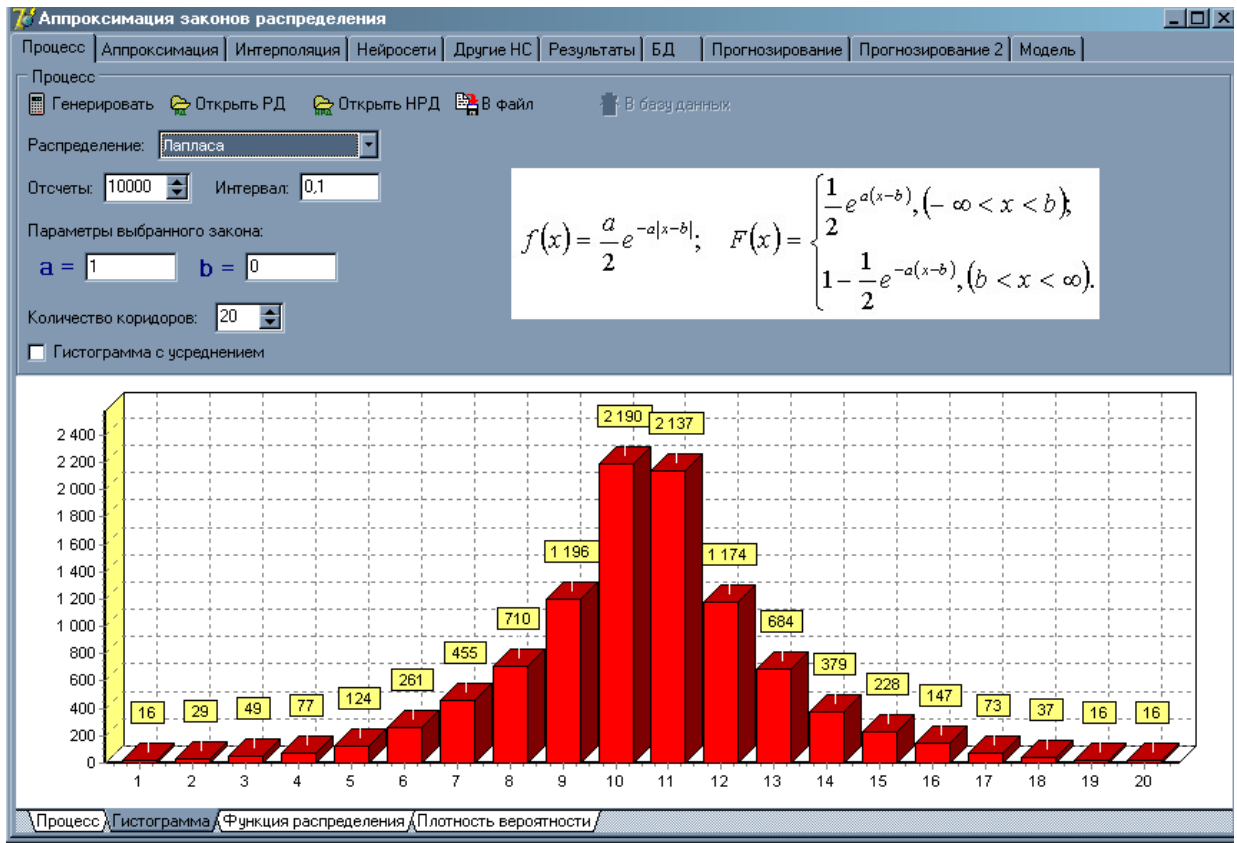 Аппроксимация законов распределения
Процесс Аппроксимация Интерполяция Нейросети Другие НС Результаты БД Прогнозирование Прогнозирование 2 Модель
Процесс
Генерировать Открыть РД Открыть НРД В файл В базу данных
Распределение: Лапласа
Отсчеты: 10000 Интервал: 0,1
Параметры выбранного закона:
a = 1 b = 0
Количество коридоров: 20
Гистограмма с усреднением
f(x) = a/2 e^{-a|x-b|}; F(x) = { 1/2 e^{a(x-b)}, (- ∞ < x < b);
1 - 1/2 e^{-a(x-b)}, (b < x < ∞).
2 400
2 200
2 000
1 800
1 600
1 400
1 200
1 000
800
600
400
200
0
16 29 49 77 124 261 455 710 1 196 2 190 2 137 1 174 684 379 228 147 73 37 16 16
1 2 3 4 5 6 7 8 9 10 11 12 13 14 15 16 17 18 19 20
Процесс Гистограмма Функция распределения Плотность вероятности